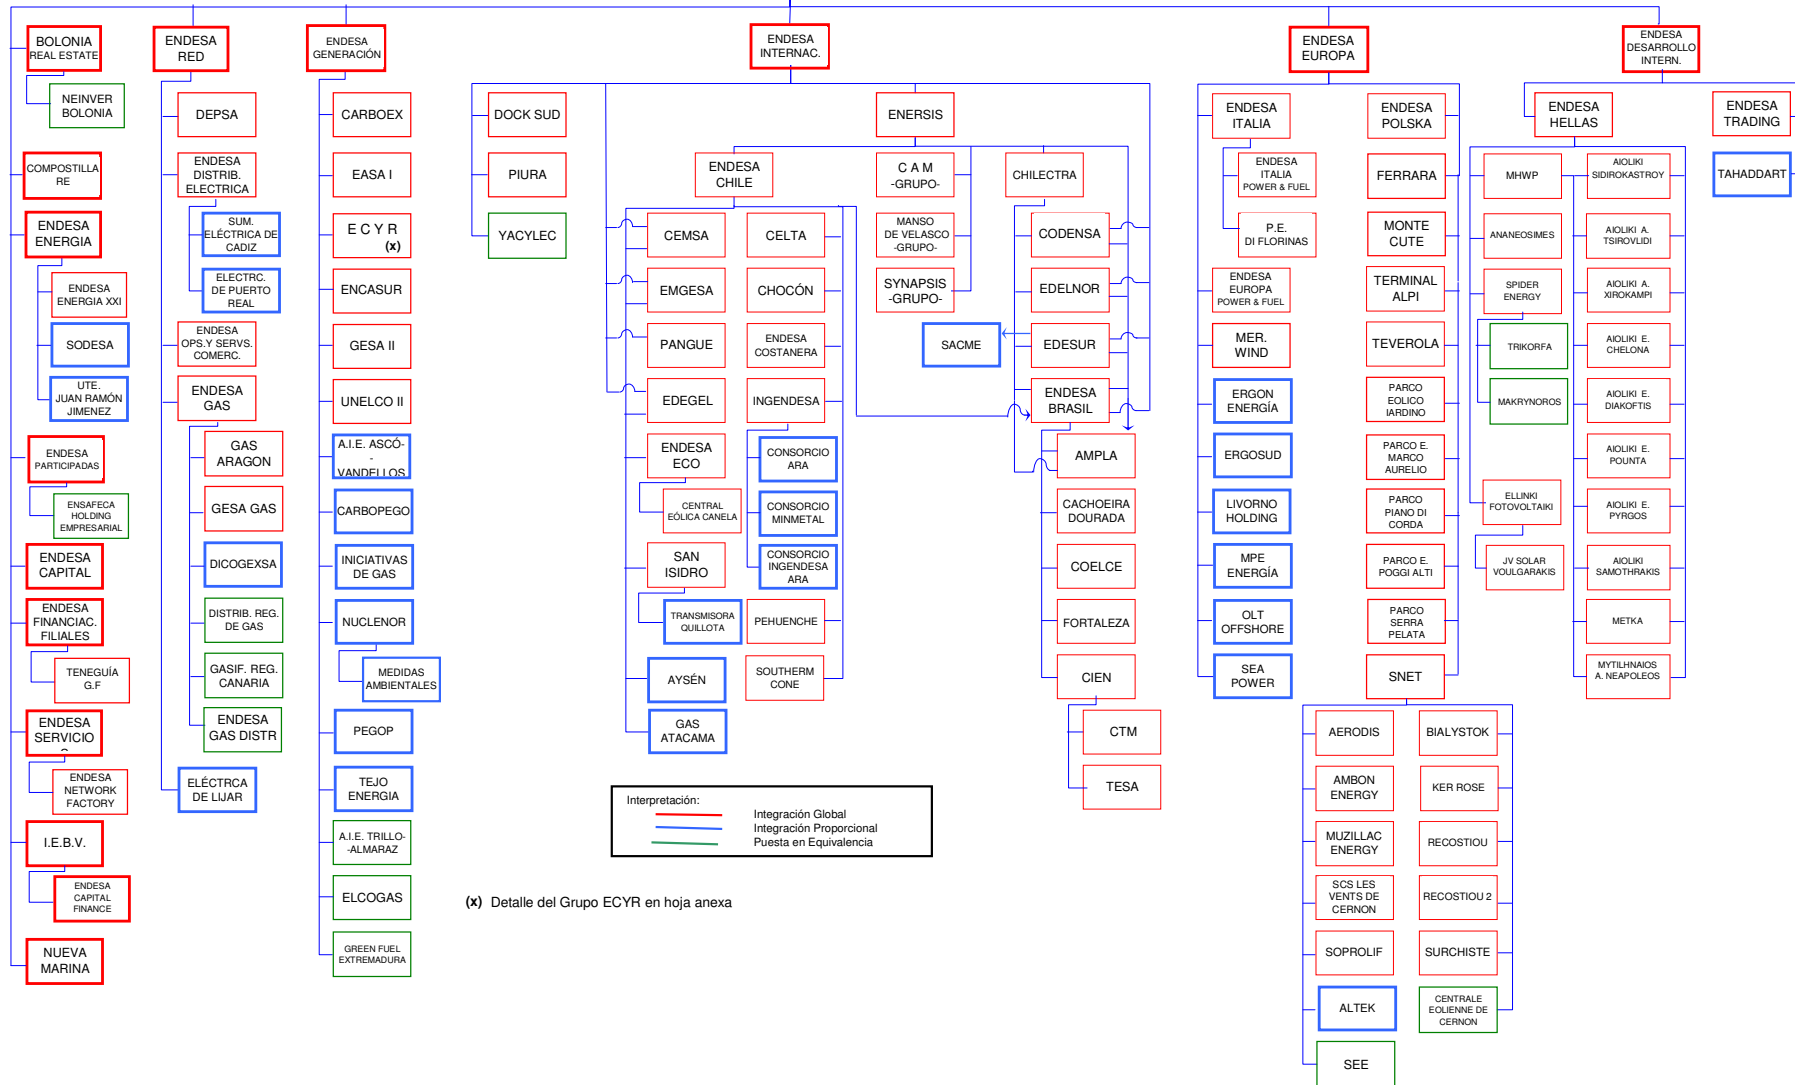 BOLONIA
REAL ESTATE
NEINVER
BOLONIA
COMPOSTILLA
RE
ENDESA
ENERGIA
ENDESA
ENERGIA XXI
SODESA
UTE.
JUAN RAMÓN
JIMENEZ
ENDESA
PARTICIPADAS
ENSAFECA
HOLDING
EMPRESARIAL
ENDESA
CAPITAL
ENDESA
FINANCIAC.
FILIALES
TENEGUÍA
G.F
ENDESA
SERVICIO
ENDESA
NETWORK
FACTORY
I.E.B.V.
ENDESA
CAPITAL
FINANCE
NUEVA
MARINA
ENDESA
RED
DEPSA
ENDESA
DISTRIB.
ELECTRICA
SUM.
ELÉCTRICA DE
CADIZ
ELECTRC.
DE PUERTO
REAL
ENDESA
OPS.Y SERVS.
COMERC.
ENDESA
GAS
GAS
ARAGON
GESA GAS
DICOGEXSA
DISTRIB. REG.
DE GAS
GASIF. REG.
CANARIA
ENDESA
GAS DISTR
ELÉCTRCA
DE LIJAR
ENDESA
GENERACIÓN
CARBOEX
EASA I
E C Y R
(x)
ENCASUR
GESA II
UNELCO II
A.I.E. ASCÓ-
-
VANDELLOS
CARBOPEGO
INICIATIVAS
DE GAS
NUCLENOR
MEDIDAS
AMBIENTALES
PEGOP
TEJO
ENERGIA
A.I.E. TRILLO-
-ALMARAZ
ELCOGAS
GREEN FUEL
EXTREMADURA
ENDESA
INTERNAC.
DOCK SUD
PIURA
YACYLEC
ENERSIS
ENDESA
CHILE
CEMSA
EMGESA
PANGUE
EDEGEL
ENDESA
ECO
CENTRAL
EÓLICA CANELA
SAN
ISIDRO
TRANSMISORA
QUILLOTA
AYSÉN
GAS
ATACAMA
CELTA
CHOCÓN
ENDESA
COSTANERA
INGENDESA
CONSORCIO
ARA
CONSORCIO
MINMETAL
CONSORCIO
INGENDESA
ARA
PEHUENCHE
SOUTHERM
CONE
C A M
-GRUPO-
MANSO
DE VELASCO
-GRUPO-
SYNAPSIS
-GRUPO-
SACME
CHILECTRA
CODENSA
EDELNOR
EDESUR
ENDESA
BRASIL
AMPLA
CACHOEIRA
DOURADA
COELCE
FORTALEZA
CIEN
CTM
TESA
ENDESA
EUROPA
ENDESA
ITALIA
ENDESA
ITALIA
POWER & FUEL
P.E.
DI FLORINAS
ENDESA
EUROPA
POWER & FUEL
MER.
WIND
ERGON
ENERGÍA
ERGOSUD
LIVORNO
HOLDING
MPE
ENERGÍA
OLT
OFFSHORE
SEA
POWER
ENDESA
POLSKA
FERRARA
MONTE
CUTE
TERMINAL
ALPI
TEVEROLA
PARCO
EOLICO
IARDINO
PARCO E.
MARCO
AURELIO
PARCO
PIANO DI
CORDA
PARCO E.
POGGI ALTI
PARCO
SERRA
PELATA
SNET
AERODIS
AMBON
ENERGY
MUZILLAC
ENERGY
SCS LES
VENTS DE
CERNON
SOPROLIF
ALTEK
SEE
BIALYSTOK
KER ROSE
RECOSTIOU
RECOSTIOU 2
SURCHISTE
CENTRALE
EOLIENNE DE
CERNON
ENDESA
DESARROLLO
INTERN.
ENDESA
HELLAS
MHWP
ANANEOSIMES
SPIDER
ENERGY
TRIKORFA
MAKRYNOROS
ELLINKI
FOTOVOLTAIKI
JV SOLAR
VOULGARAKIS
AIOLIKI
SIDIROKASTROY
AIOLIKI A.
TSIROVLIDI
AIOLIKI A.
XIROKAMPI
AIOLIKI E.
CHELONA
AIOLIKI E.
DIAKOFTIS
AIOLIKI E.
POUNTA
AIOLIKI E.
PYRGOS
AIOLIKI
SAMOTHRAKIS
METKA
MYTILHNAIOS
A. NEAPOLEOS
ENDESA
TRADING
TAHADDART
Interpretación:
Integración Global
Integración Proporcional
Puesta en Equivalencia
(x) Detalle del Grupo ECYR en hoja anexa